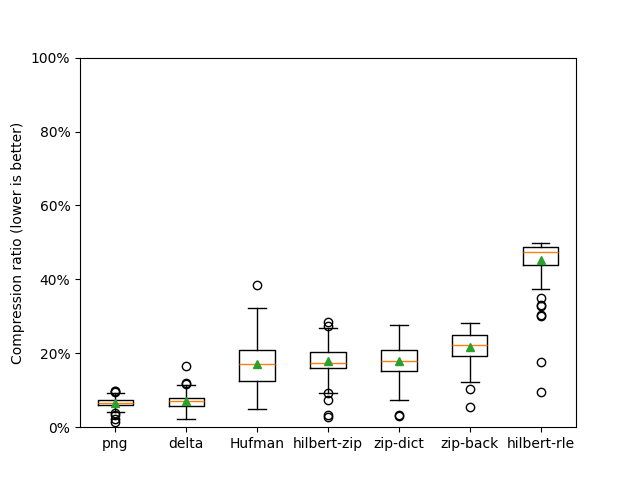 Compression ratio (lower is better)
100%
80%
60%
40%
20%
0%
png
delta
Hufman
hilbert-zip
zip-dict
zip-back
hilbert-rle